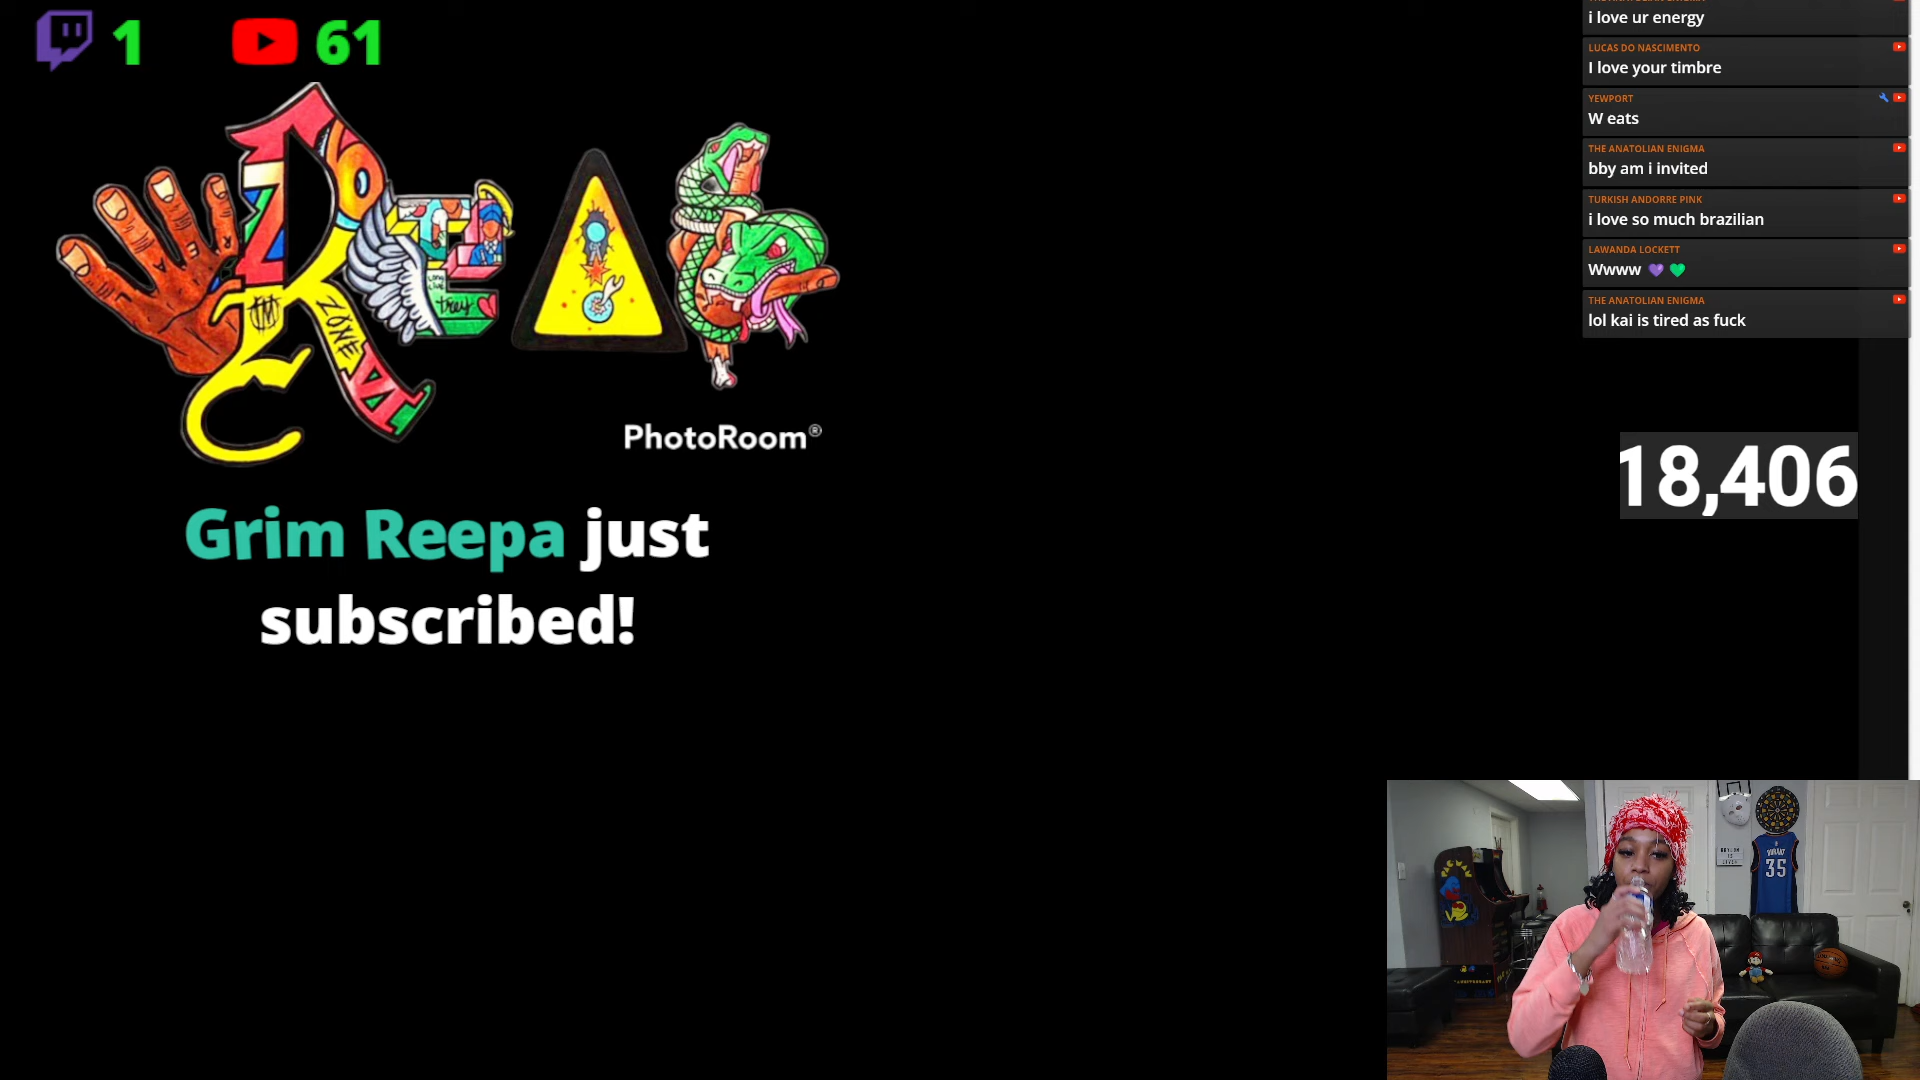 1
61
ZONE
trey
PhotoRoom®
Grim Reepa just
subscribed!
i love ur energy
LUCAS DO NASCIMENTO
I love your timbre
YEWPORT
W eats
THE ANATOLIAN ENIGMA
bby am i invited
TURKISH ANDORRE PINK
i love so much brazilian
LAWANDA LOCKETT
Wwww 💜 💚
THE ANATOLIAN ENIGMA
lol kai is tired as fuck
18,406
35